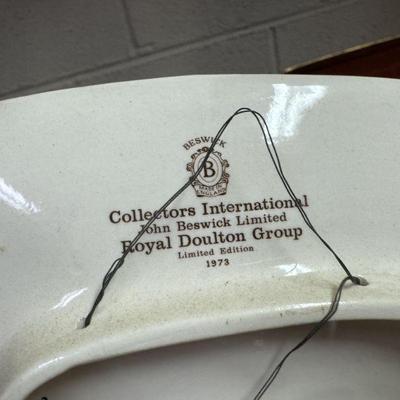 BESWICK
B
MADE IN
ENGLAND
Collectors International
John Beswick Limited
Royal Doulton Group
Limited Edition
1973